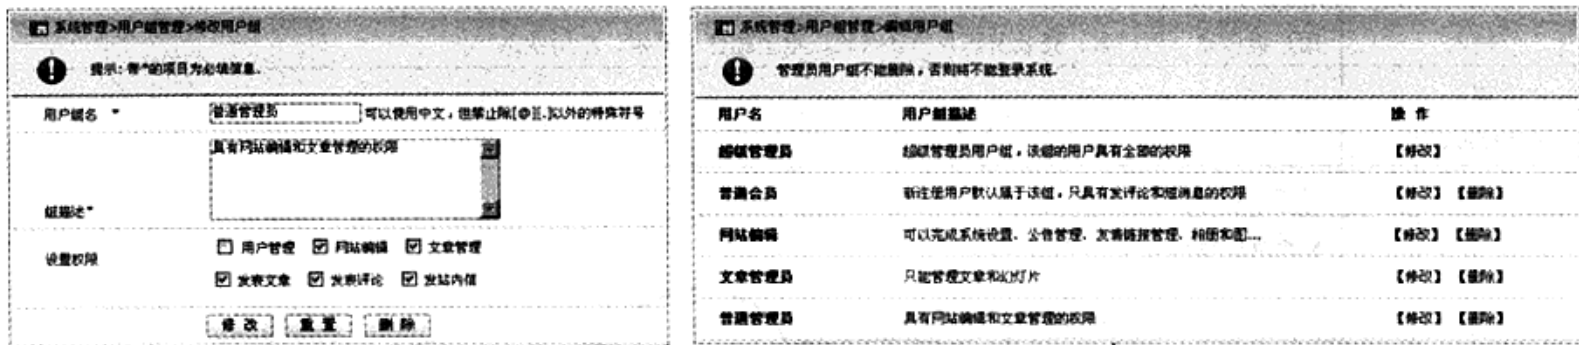 系统管理>用户组管理>修改用户组
提示: 带*的项目为必填信息.
用户组名 *
普通管理员
可以使用中文，但禁止除[@][.]以外的特殊符号
具有网站编辑和文章管理的权限
组描述*
设置权限
用户管理 网站编辑 文章管理
发表文章 发表评论 发站内信
修改 重置 删除
系统管理>用户组管理>编辑用户组
管理员用户组不能删除，否则将不能登录系统.
用户名 用户组描述 操作
超级管理员 超级管理员用户组，该组的用户具有全部的权限 【修改】
普通会员 新注册用户默认属于该组，只具有发评论和短消息的权限 【修改】 【删除】
网站编辑 可以完成系统设置、公告管理、友情链接管理、相册和图... 【修改】 【删除】
文章管理员 只能管理文章和幻灯片 【修改】 【删除】
普通管理员 具有网站编辑和文章管理的权限 【修改】 【删除】